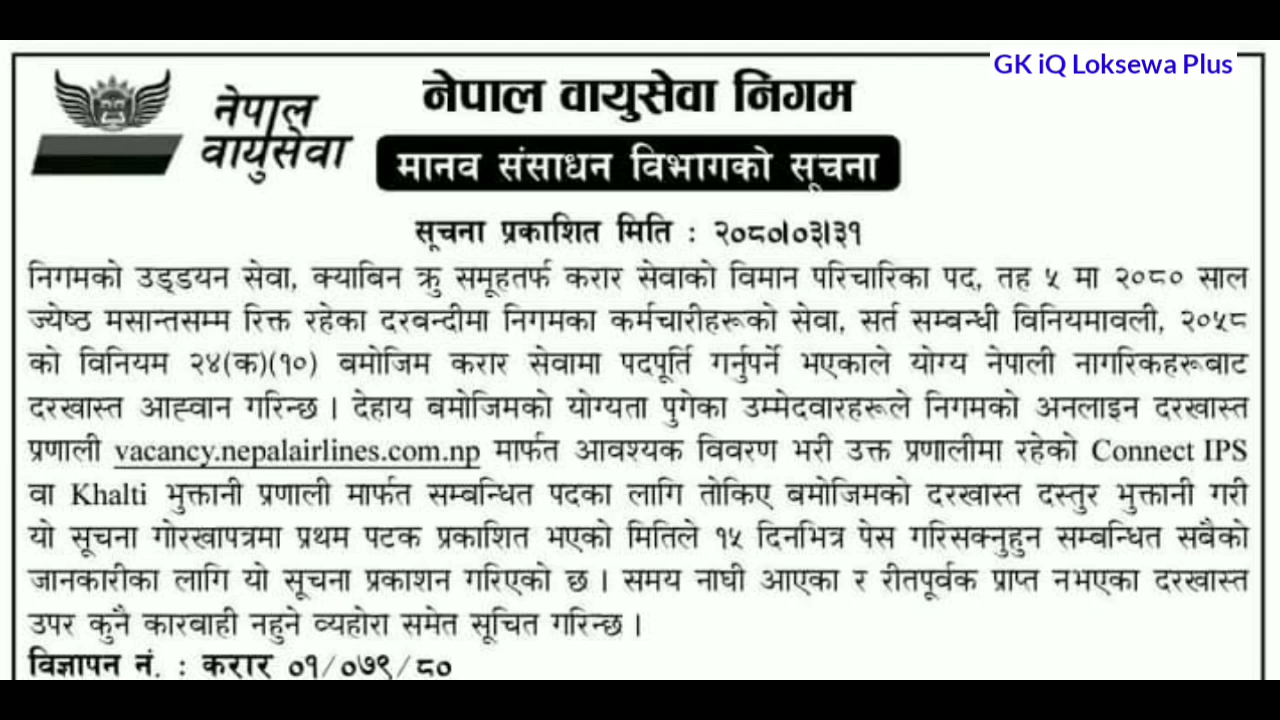 GK iQ Loksewa Plus
नेपाल
वायुसेवा
नेपाल वायुसेवा निगम
मानव संसाधन विभागको सूचना
सूचना प्रकाशित मिति : २०८०।०३।३१
निगमको उड्डयन सेवा, क्याबिन क्रु समूहतर्फ करार सेवाको विमान परिचारिका पद, तह ५ मा २०८० साल
ज्येष्ठ मसान्तसम्म रिक्त रहेका दरवन्दीमा निगमका कर्मचारीहरूको सेवा, सर्त सम्वन्धी विनियमावली, २०५८
को विनियम २४(क)(१०) बमोजिम करार सेवामा पदपूर्ति गर्नुपर्ने भएकाले योग्य नेपाली नागरिकहरूबाट
दरखास्त आह्वान गरिन्छ । देहाय बमोजिमको योग्यता पुगेका उम्मेदवारहरूले निगमको अनलाइन दरखास्त
प्रणाली vacancy.nepalairlines.com.np मार्फत आवश्यक विवरण भरी उक्त प्रणालीमा रहेको Connect IPS
वा Khalti भुक्तानी प्रणाली मार्फत सम्बन्धित पदका लागि तोकिए बमोजिमको दरखास्त दस्तुर भुक्तानी गरी
यो सूचना गोरखापत्रमा प्रथम पटक प्रकाशित भएको मितिले १५ दिनभित्र पेस गरिसक्नुहुन सम्बन्धित सबैको
जानकारीका लागि यो सूचना प्रकाशन गरिएको छ । समय नाघी आएका र रीतपूर्वक प्राप्त नभएका दरखास्त
उपर कुनै कारबाही नहुने व्यहोरा समेत सूचित गरिन्छ ।
विज्ञापन नं. : करार ०१/०७९/८०